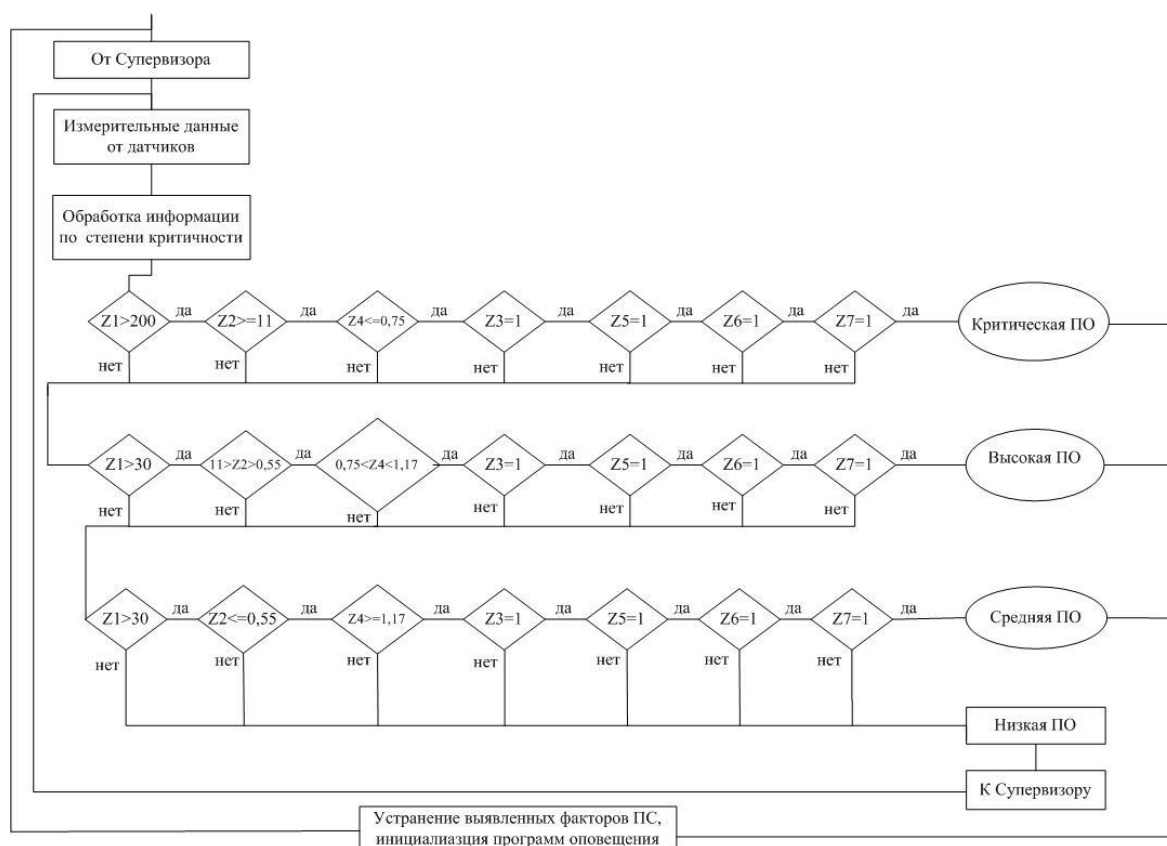 От Супервизора
Измерительные данные
от датчиков
Обработка информации
по степени критичности
Z1>200
да
Z2>=11
да
Z4<=0,75
да
Z3=1
да
Z5=1
да
Z6=1
да
Z7=1
да
Критическая ПО
нет
нет
нет
нет
нет
нет
нет
Z1>30
да
11>Z2>0,55
да
0,75<Z4<1,17
да
Z3=1
да
Z5=1
да
Z6=1
да
Z7=1
да
Высокая ПО
нет
нет
нет
нет
нет
нет
нет
Z1>30
да
Z2<=0,55
да
Z4>=1,17
да
Z3=1
да
Z5=1
да
Z6=1
да
Z7=1
да
Средняя ПО
нет
нет
нет
нет
нет
нет
нет
Низкая ПО
К Супервизору
Устранение выявленных факторов ПС,
инициалиазция программ оповещения